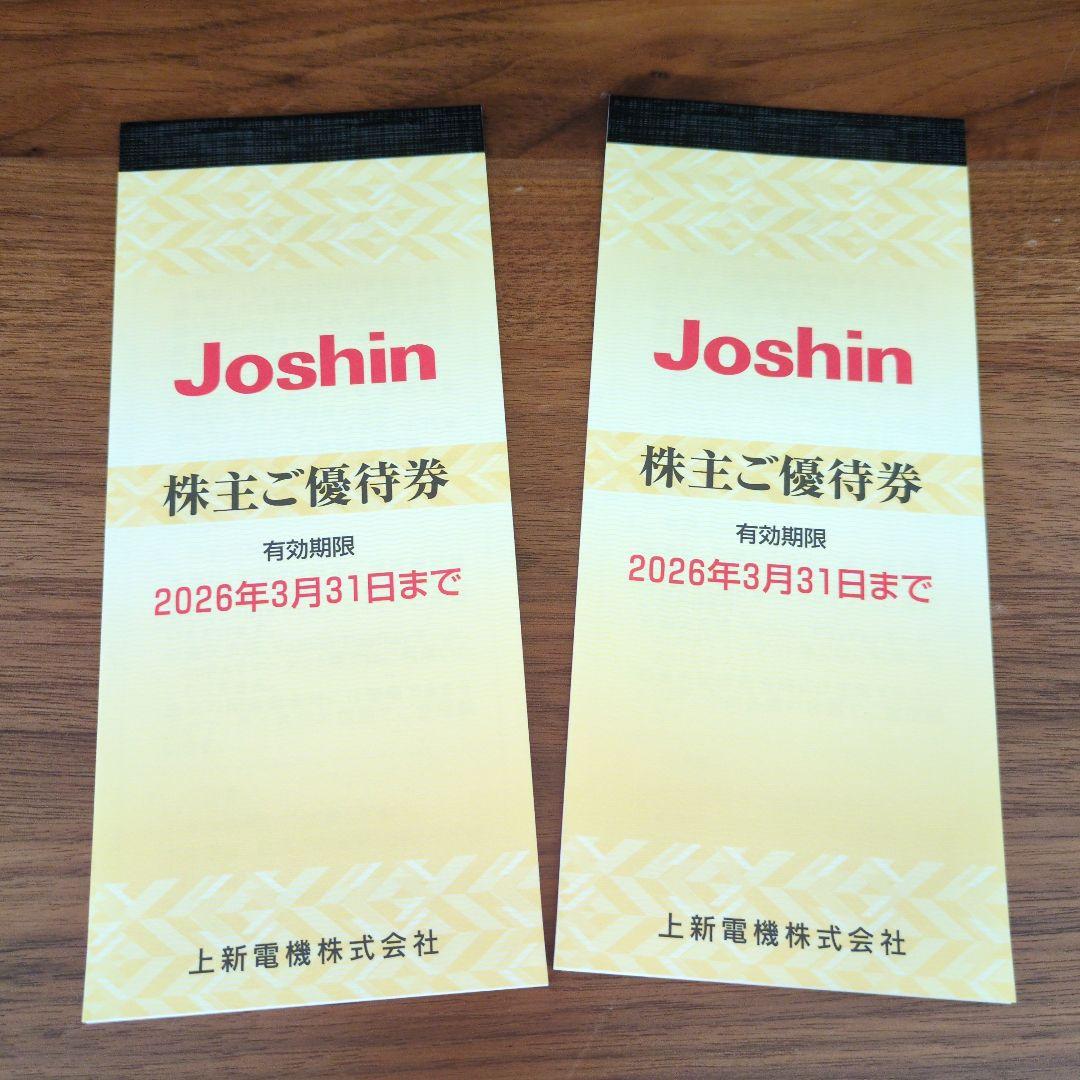 Joshin
株主ご優待券
有効期限
2026年3月31日まで
上新電機株式会社
Joshin
株主ご優待券
有効期限
2026年3月31日まで
上新電機株式会社